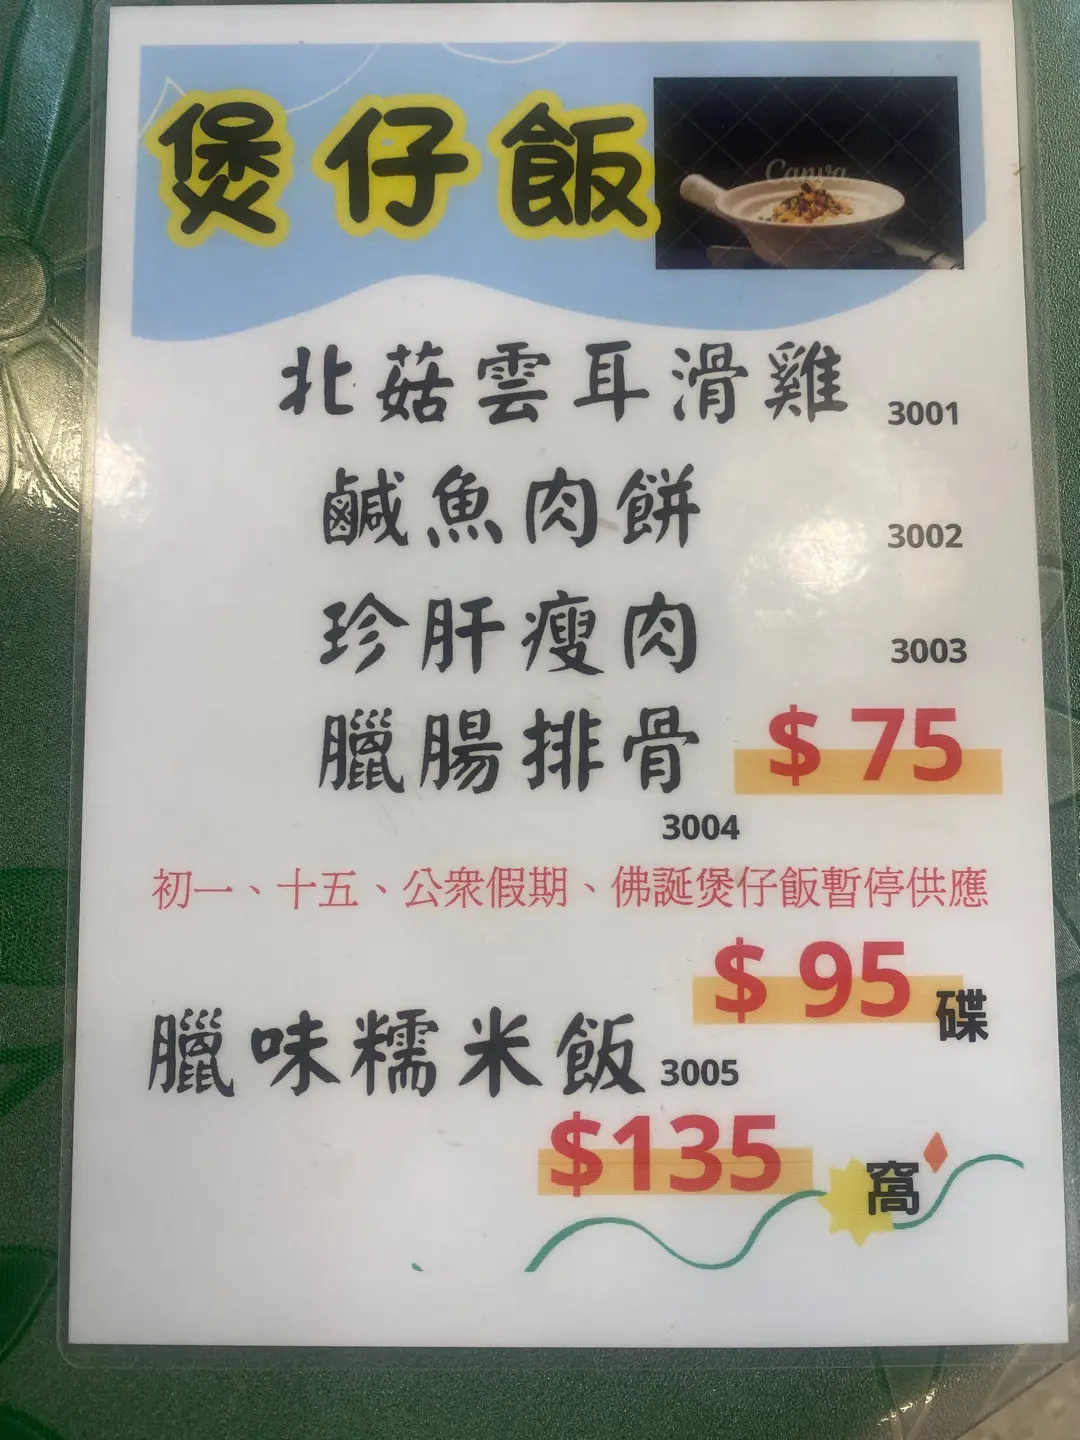 煲仔飯
Canva
北菇雲耳滑雞 3001
鹹魚肉餅 3002
珍肝瘦肉 3003
臘腸排骨 $ 75
3004
初一、十五、公眾假期、佛誕煲仔飯暫停供應
$ 95 碟
臘味糯米飯 3005
$135 窩